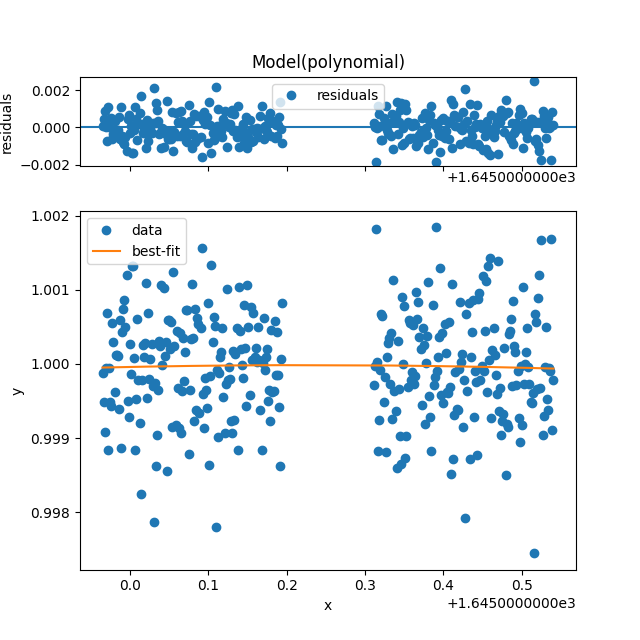 Model(polynomial)
residuals
0.002
0.000
−0.002
residuals
+1.6450000000e3
1.002
1.001
1.000
0.999
0.998
y
data
best-fit
0.0 0.1 0.2 0.3 0.4 0.5
x
+1.6450000000e3